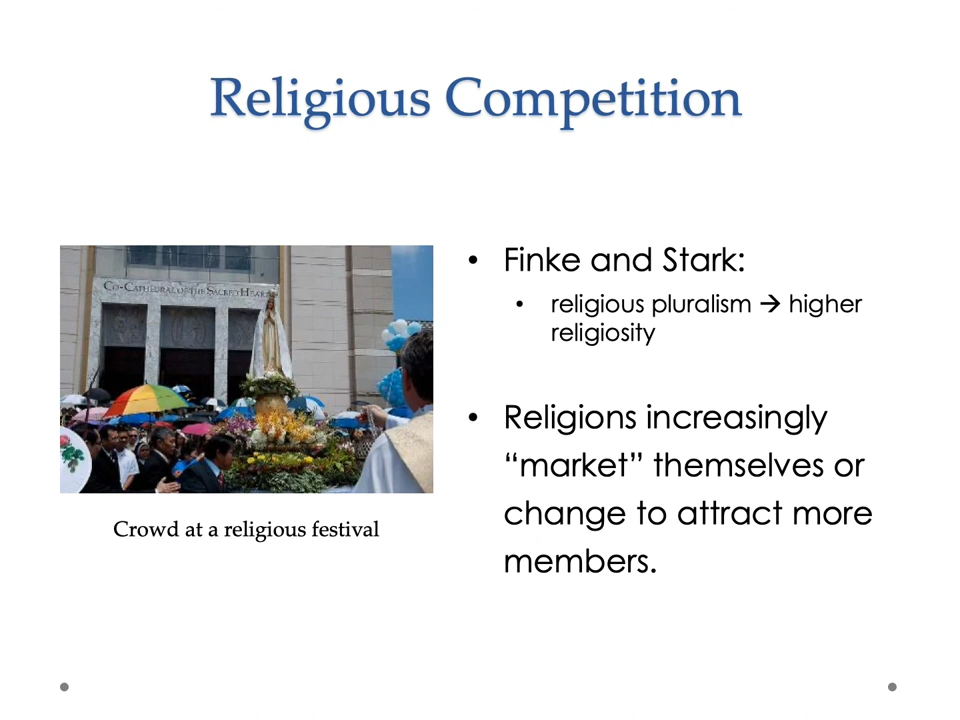 Religious Competition
CO-CATHEDRAL OF THE SACRED HEART
Crowd at a religious festival
• Finke and Stark:
• religious pluralism → higher
religiosity
• Religions increasingly
“market” themselves or
change to attract more
members.